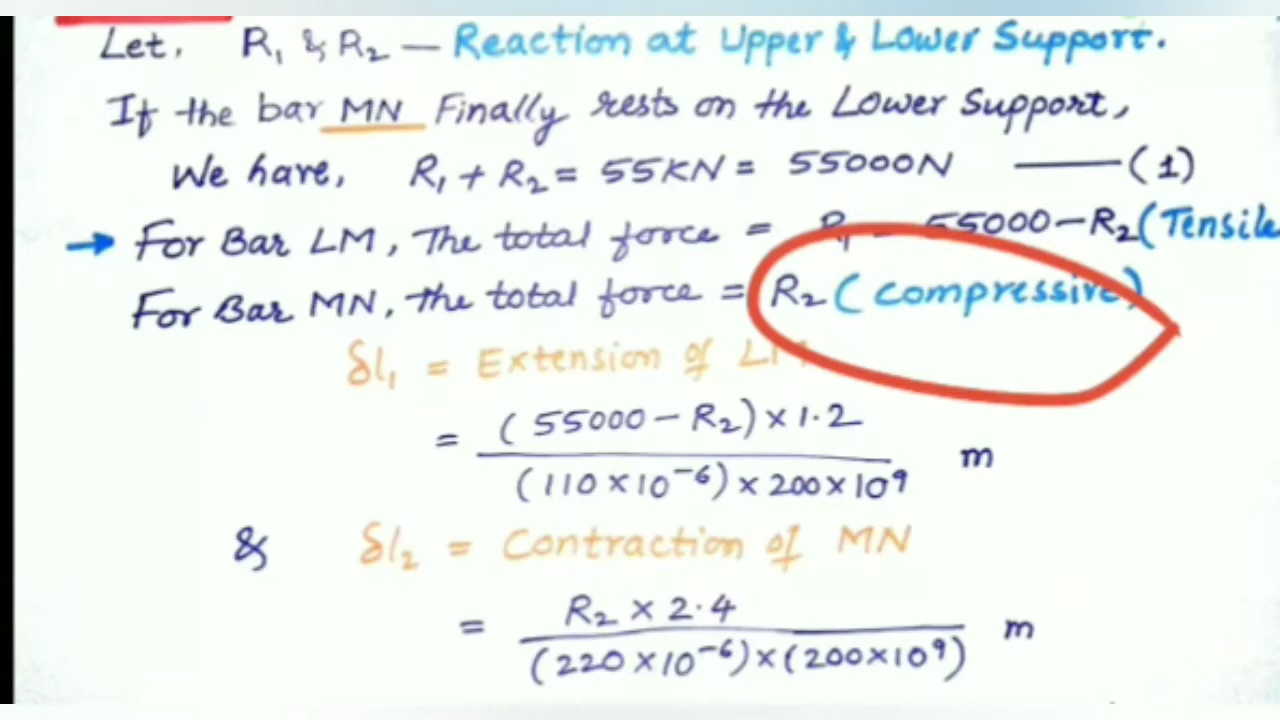 Let, R₁ & R₂ — Reaction at Upper & Lower Support.
If the bar MN Finally rests on the Lower Support,
We have, R₁ + R₂ = 55KN = 55000N ——— (1)
→ For Bar LM, The total force = R₁ = 55000 − R₂ (Tensile
For Bar MN, the total force = R₂ (compressive)
δl₁ = Extension of LM
= (55000 − R₂) × 1.2
(110 × 10⁻⁶) × 200 × 10⁹ m
& δl₂ = Contraction of MN
= R₂ × 2.4
(220 × 10⁻⁶) × (200 × 10⁹) m